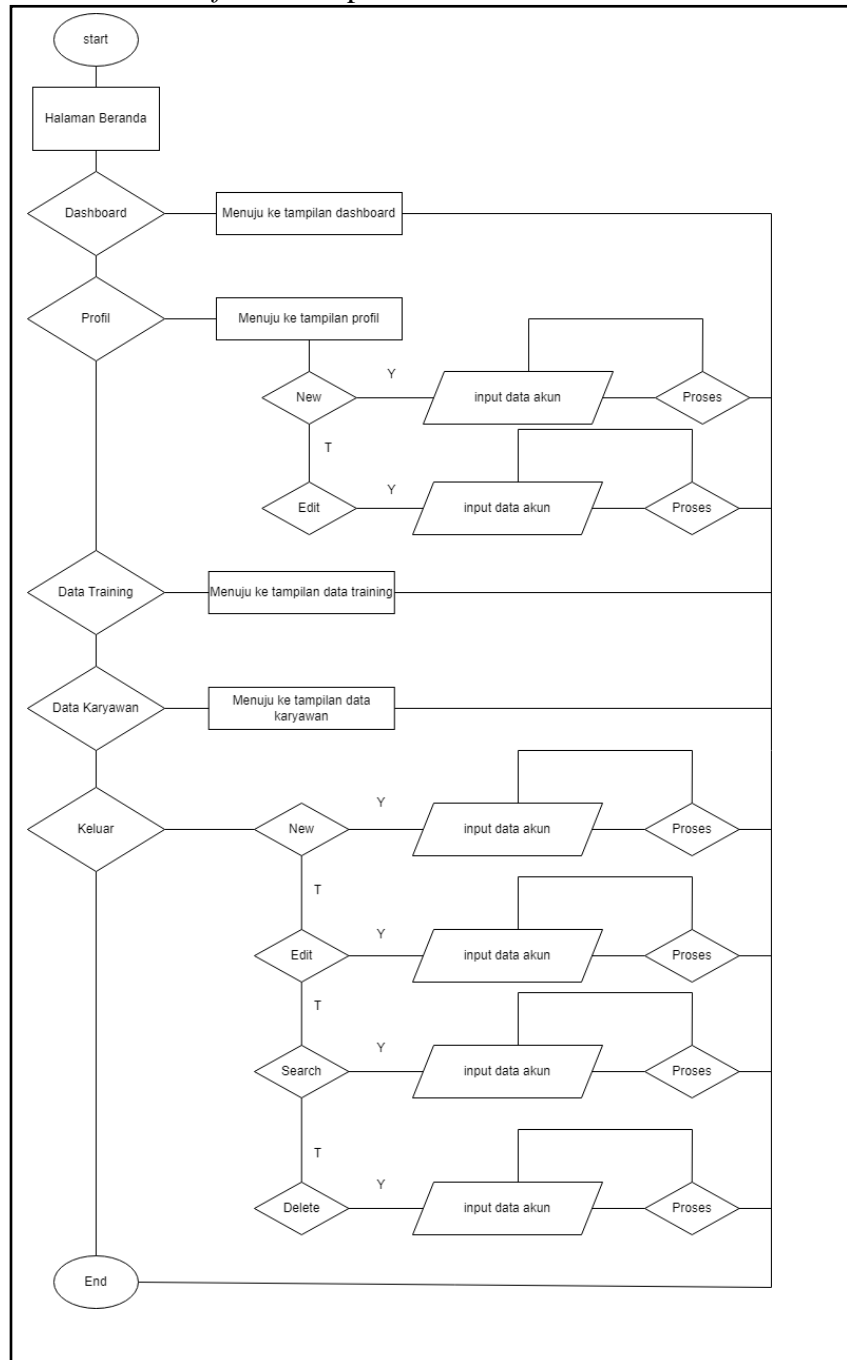 start
Halaman Beranda
Dashboard
Menuju ke tampilan dashboard
Profil
Menuju ke tampilan profil
New
Y
input data akun
Proses
T
Edit
Y
input data akun
Proses
Data Training
Menuju ke tampilan data training
Data Karyawan
Menuju ke tampilan data
karyawan
Keluar
New
Y
input data akun
Proses
T
Edit
Y
input data akun
Proses
T
Search
Y
input data akun
Proses
T
Delete
Y
input data akun
Proses
End